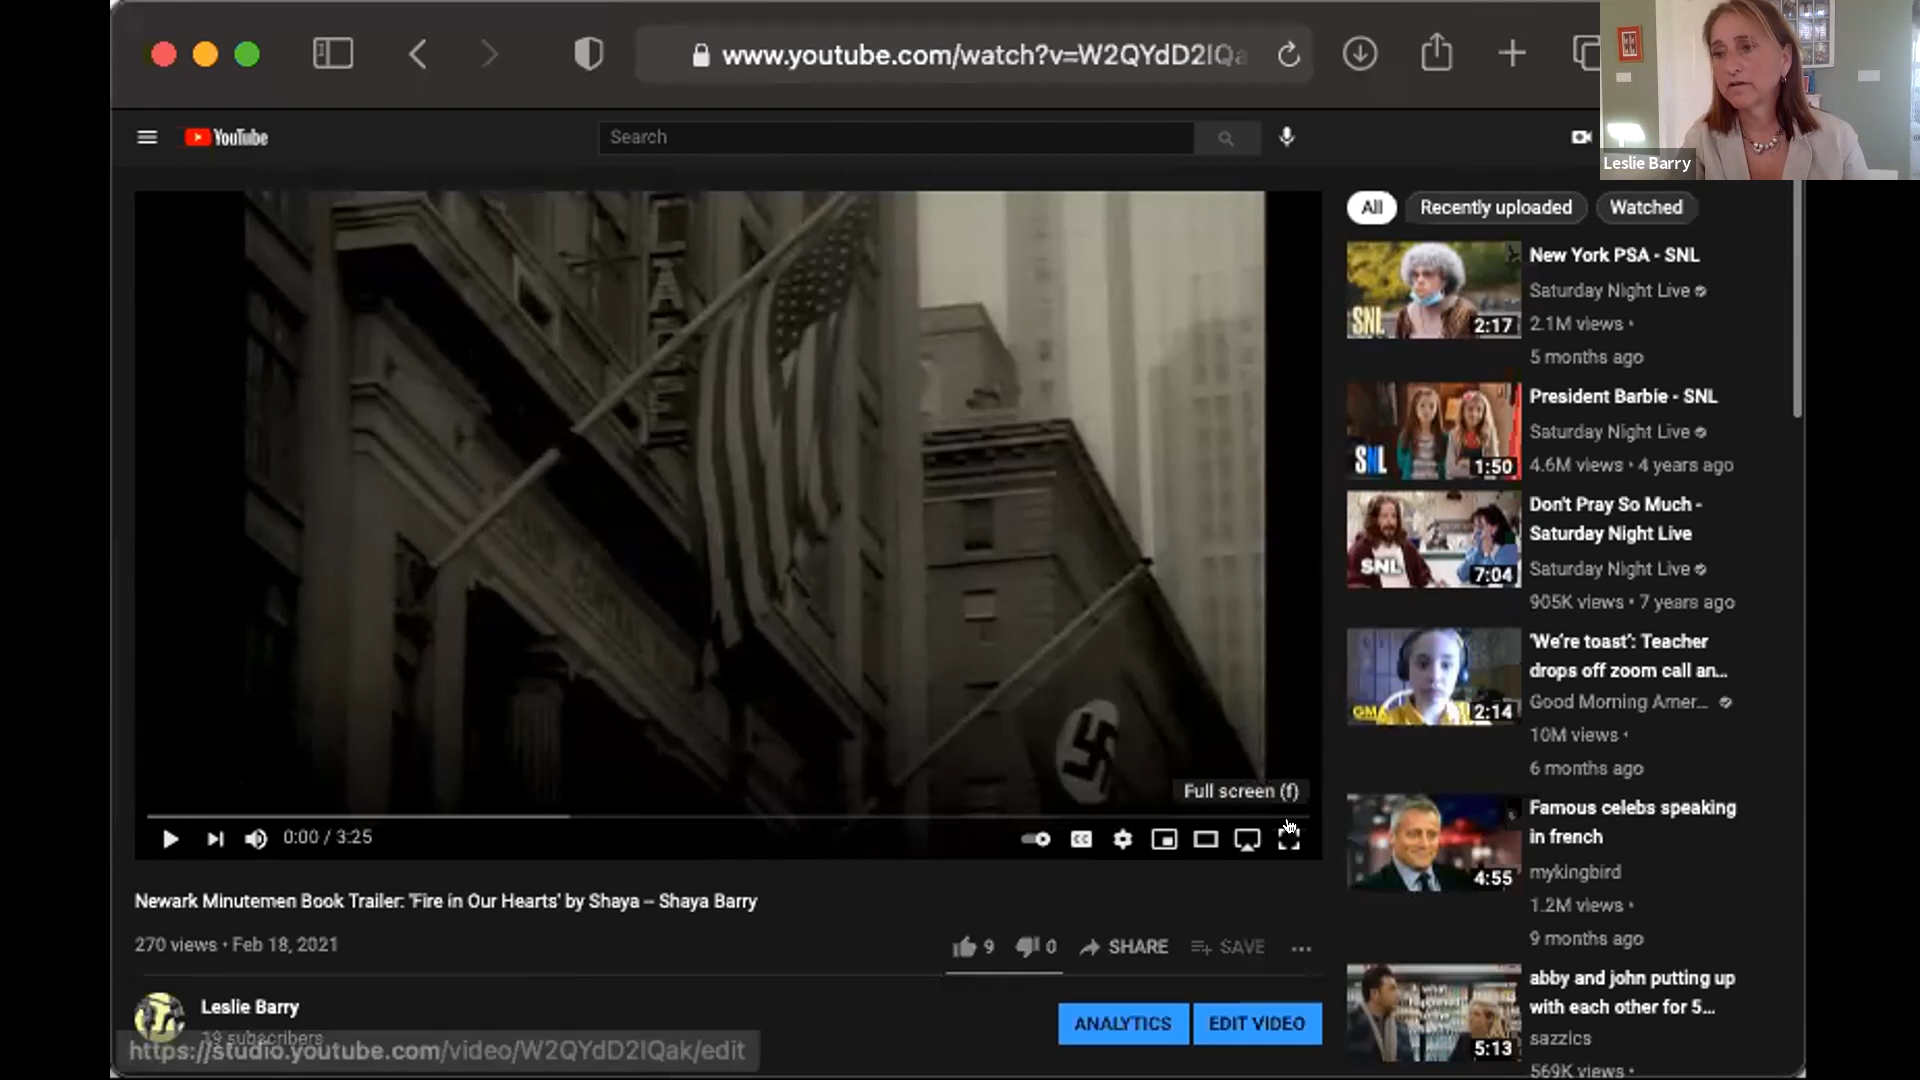 www.youtube.com/watch?v=W2QYdD2IQa
YouTube
Search
Leslie Barry
All
Recently uploaded
Watched
New York PSA - SNL
Saturday Night Live
2.1M views •
5 months ago
SNL
2:17
President Barbie - SNL
Saturday Night Live
4.6M views • 4 years ago
SNL
1:50
Don't Pray So Much -
Saturday Night Live
Saturday Night Live
905K views • 7 years ago
SNL
7:04
'We're toast': Teacher
drops off zoom call an...
Good Morning Amer...
10M views •
6 months ago
GM
2:14
Famous celebs speaking
in french
mykingbird
1.2M views •
9 months ago
4:55
abby and john putting up
with each other for 5...
sazzics
569K views •
5:13
Full screen (f)
0:00 / 3:25
CC
Newark Minutemen Book Trailer: 'Fire in Our Hearts' by Shaya – Shaya Barry
270 views • Feb 18, 2021
9
0
SHARE
SAVE
Leslie Barry
subscribers
ANALYTICS
EDIT VIDEO
https://studio.youtube.com/video/W2QYdD2IQak/edit